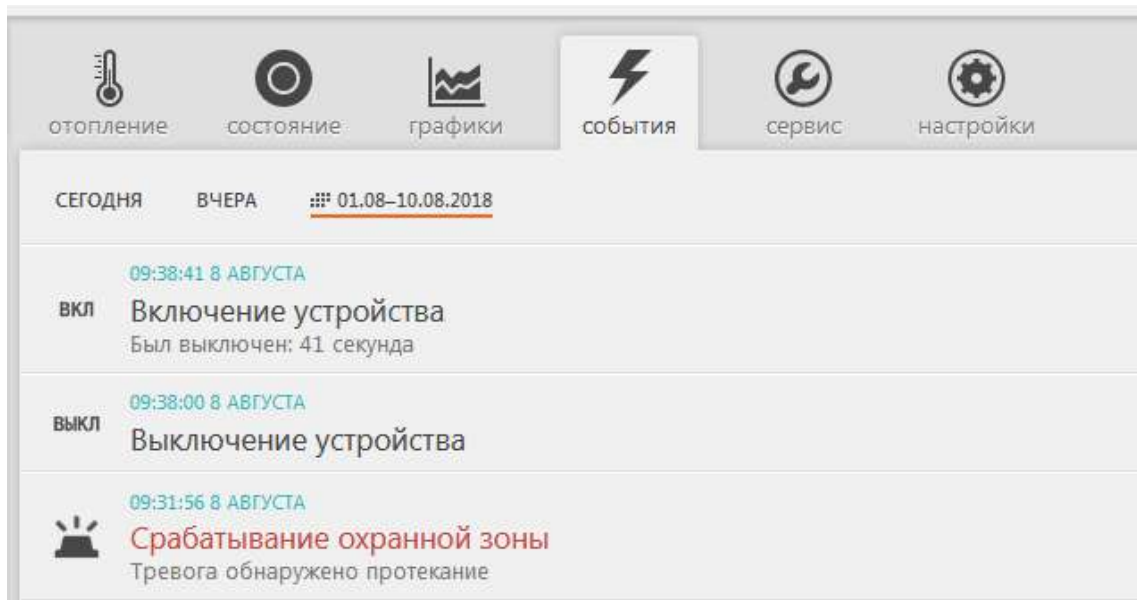 отопление состояние графики события сервис настройки
СЕГОДНЯ ВЧЕРА 01.08–10.08.2018
09:38:41 8 АВГУСТА
ВКЛ Включение устройства
Был выключен: 41 секунда
09:38:00 8 АВГУСТА
ВЫКЛ Выключение устройства
09:31:56 8 АВГУСТА
Срабатывание охранной зоны
Тревога обнаружено протекание